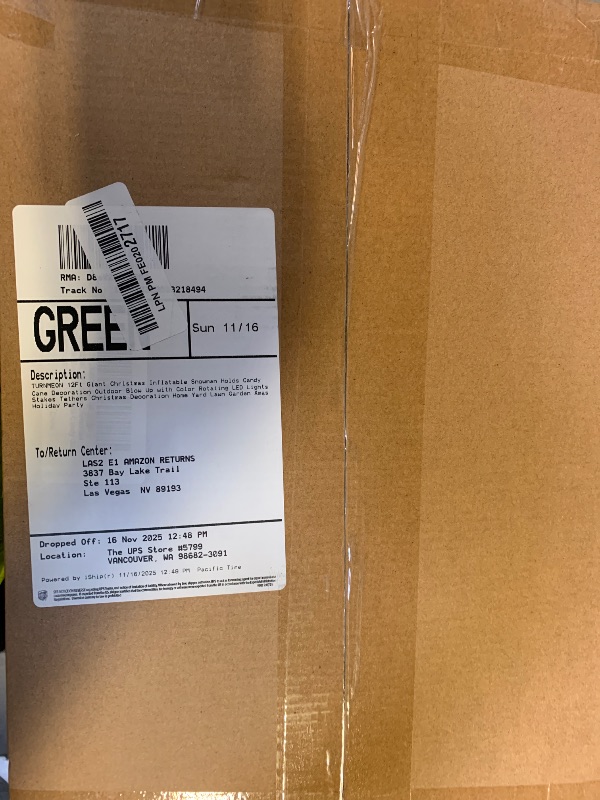 RMA: D
Track No 3218494
LPN PM FE020 2717
GREE
Sun 11/16
Description:
TURNMEON 12Ft Giant Christmas Inflatable Snowman Holds Candy
Cane Decoration Outdoor Blow Up with Color Rotating LED Lights
Stakes Tethers Christmas Decoration Home Yard Lawn Garden Xmas
Holiday Party
To/Return Center:
LAS2 E1 AMAZON RETURNS
3837 Bay Lake Trail
Ste 113
Las Vegas NV 89193
Dropped Off: 16 Nov 2025 12:48 PM
Location: The UPS Store #5799
VANCOUVER, WA 98682-3091
Powered by iShip(r) 11/16/2025 12:48 PM Pacific Time